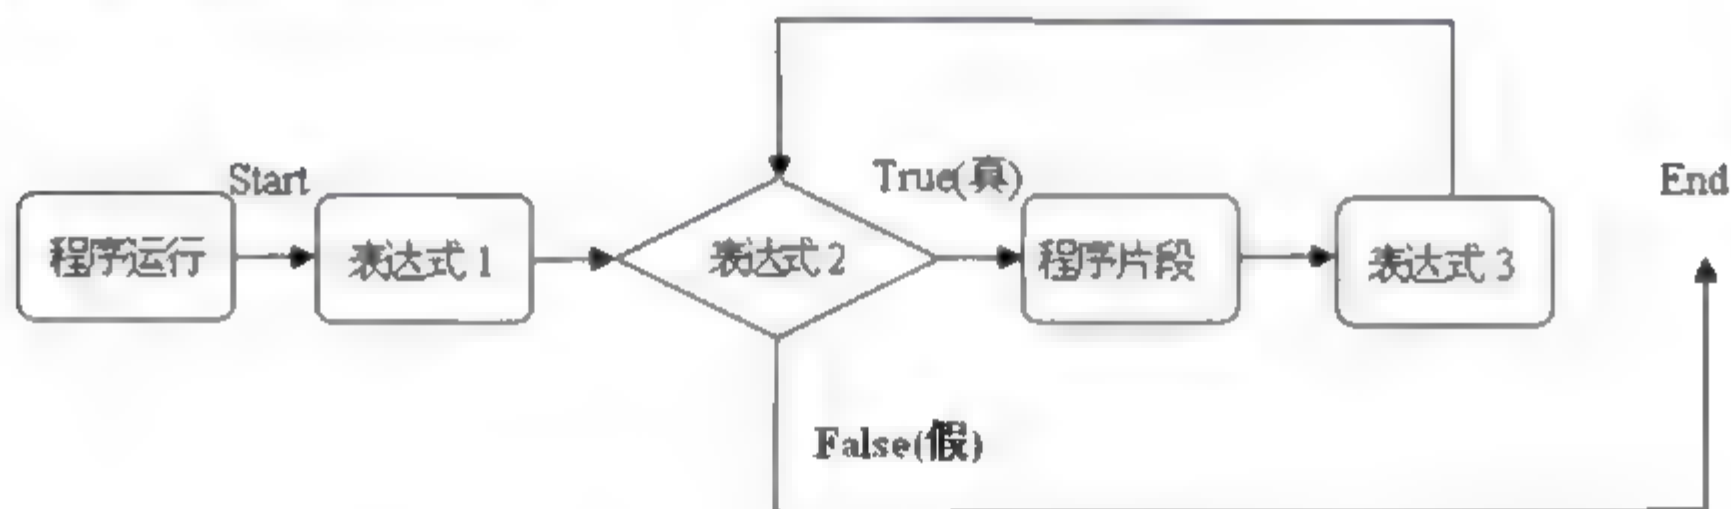 Start
程序运行
表达式 1
表达式 2
True(真)
程序片段
表达式 3
End
False(假)